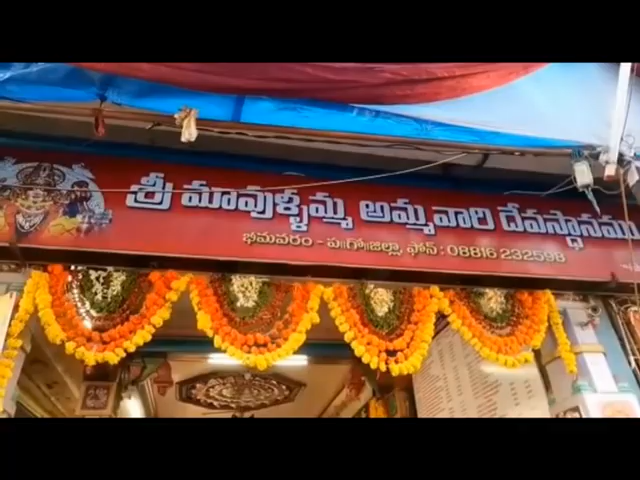 శ్రీ మావుళ్ళమ్మ అమ్మవారి దేవస్థానము
భీమవరం - ప॥గో॥జిల్లా, ఫోన్ : 08816 232598